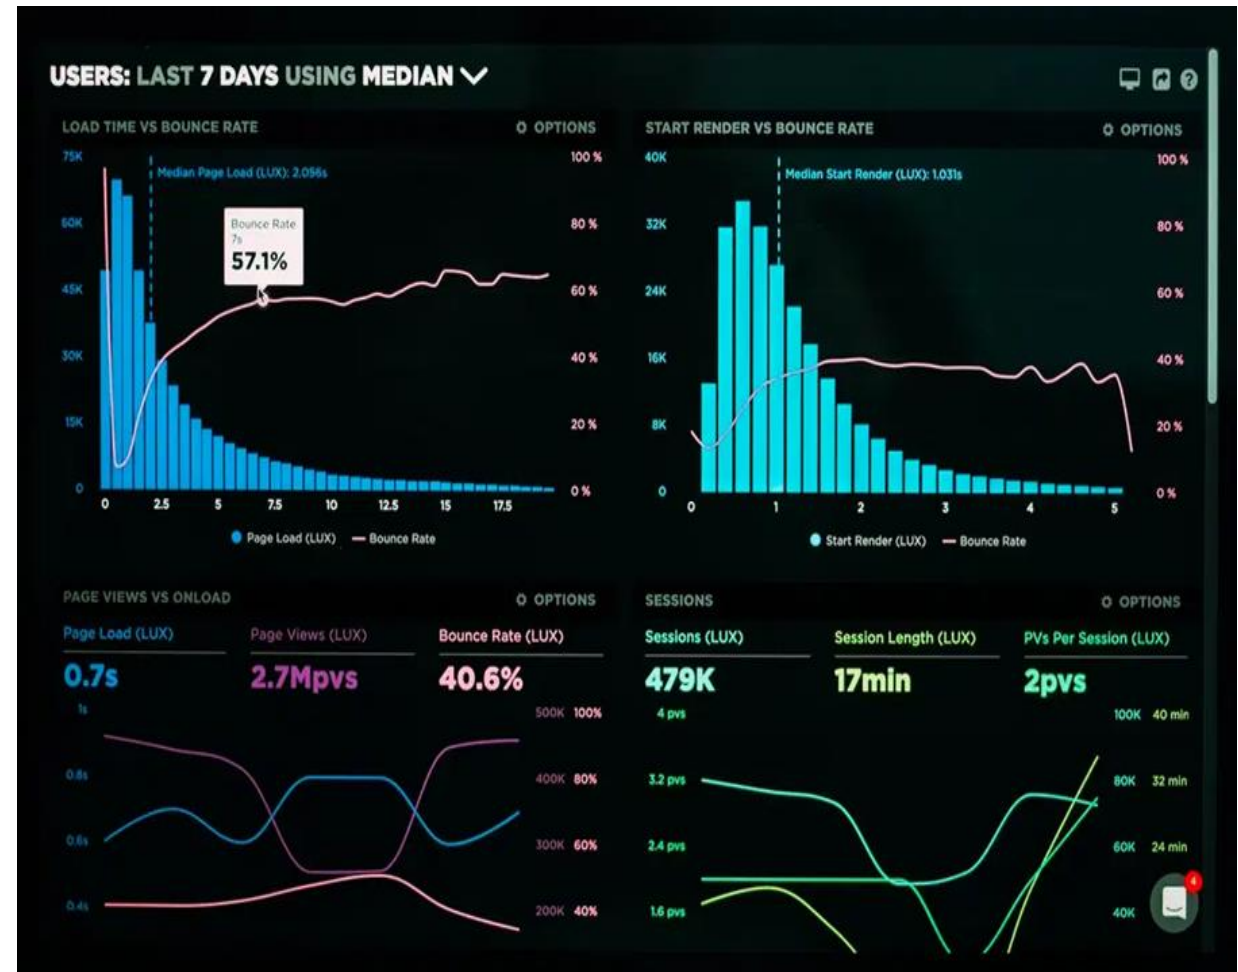 USERS: LAST 7 DAYS USING MEDIAN
LOAD TIME VS BOUNCE RATE
OPTIONS
75K
60K
45K
30K
15K
0
Median Page Load (LUX): 2.056s
Bounce Rate
7s
57.1%
100 %
80 %
60 %
40 %
20 %
0 %
0 2.5 5 7.5 10 12.5 15 17.5
Page Load (LUX) Bounce Rate
START RENDER VS BOUNCE RATE
OPTIONS
40K
32K
24K
16K
8K
0
Median Start Render (LUX): 1.031s
100 %
80 %
60 %
40 %
20 %
0 %
0 1 2 3 4 5
Start Render (LUX) Bounce Rate
PAGE VIEWS VS ONLOAD
OPTIONS
Page Load (LUX) Page Views (LUX) Bounce Rate (LUX)
0.7s 2.7Mpvs 40.6%
1s 500K 100%
0.8s 400K 80%
0.6s 300K 60%
0.4s 200K 40%
SESSIONS
OPTIONS
Sessions (LUX) Session Length (LUX) PVs Per Session (LUX)
479K 17min 2pvs
4 pvs 100K 40 min
3.2 pvs 80K 32 min
2.4 pvs 60K 24 min
1.6 pvs 40K
4